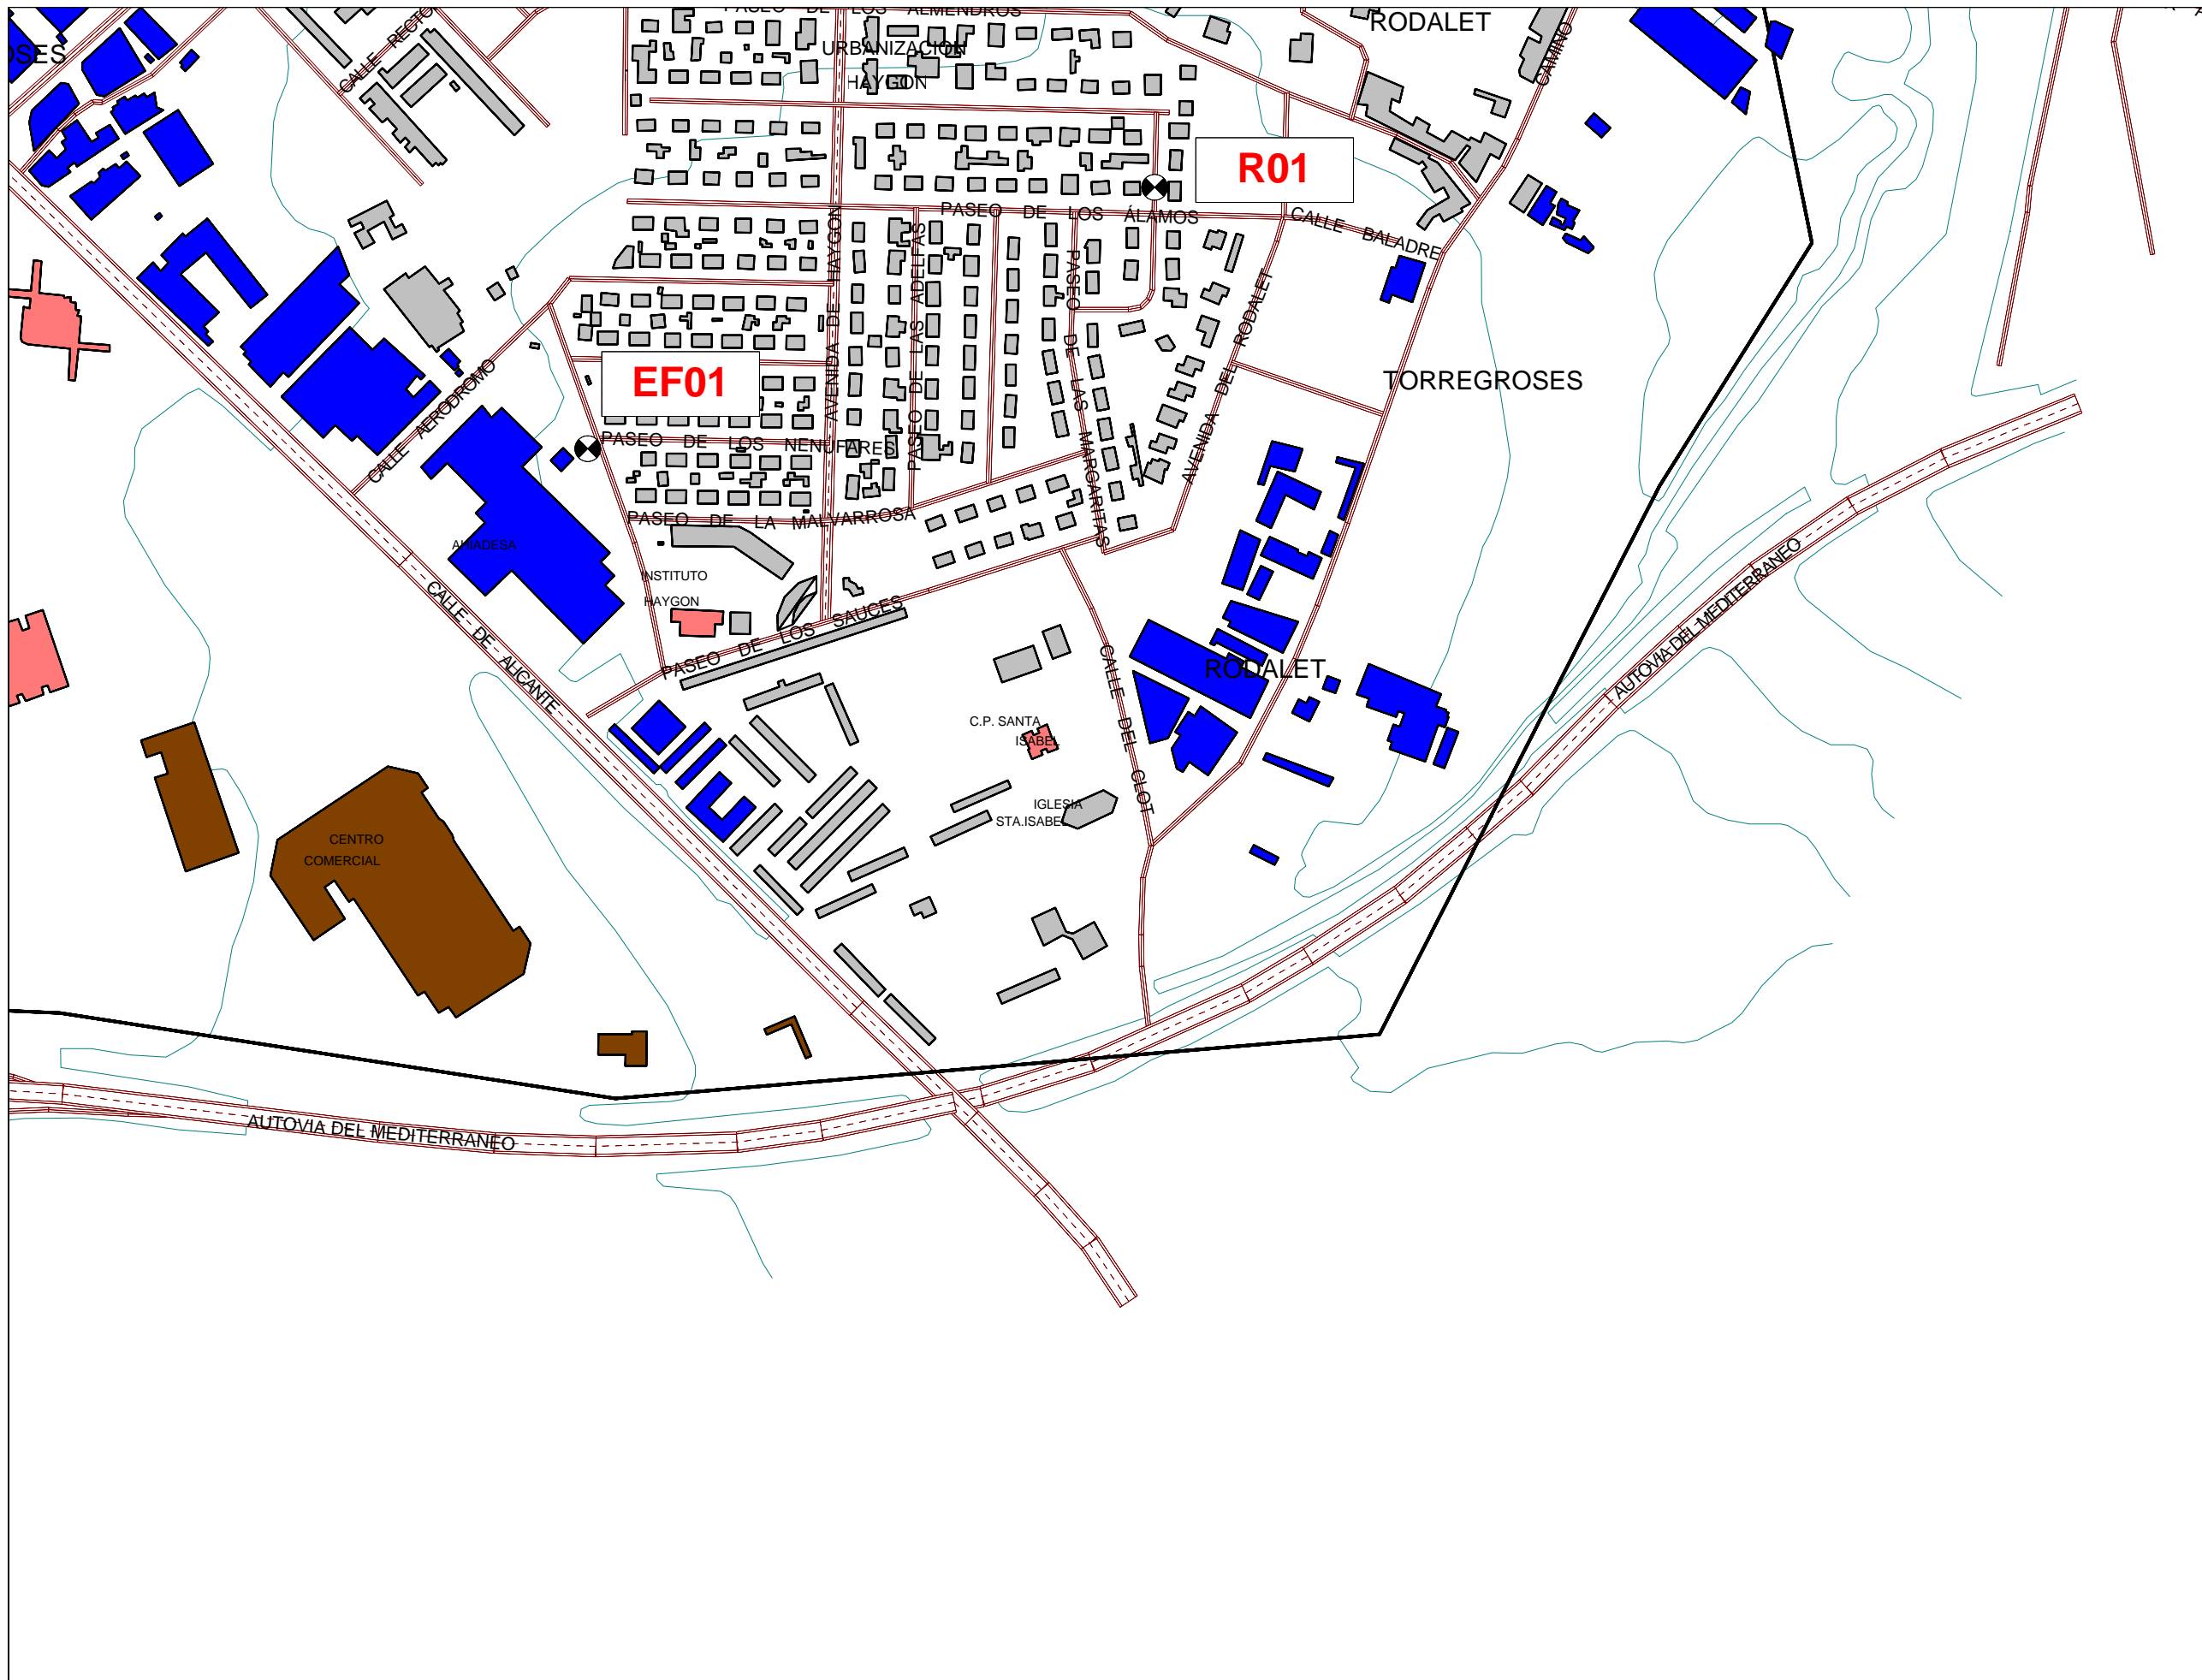 PASEO DE LOS ALMENDROS
RODALET
OSES
CALLE RECTO
URBANIZACION
HAYGON
CAMINO
R01
PASEO DE LOS ÁLAMOS
CALLE BALADRE
AVENIDA DE HAYGON
PASEO DE LAS ADELFAS
PASEO DE LAS MARGARITAS
AVENIDA DEL RODALET
EF01
TORREGROSES
CALLE AERODROMO
PASEO DE LOS NENUFARES
PASEO DE LA MALVARROSA
INSTITUTO
HAYGON
CALLE DE ALICANTE
PASEO DE LOS SAUCES
AUTOVIA DEL MEDITERRANEO
RODALET
CALLE DEL CLOT
C.P. SANTA
ISABEL
IGLESIA
STA.ISABEL
CENTRO
COMERCIAL
AUTOVIA DEL MEDITERRANEO